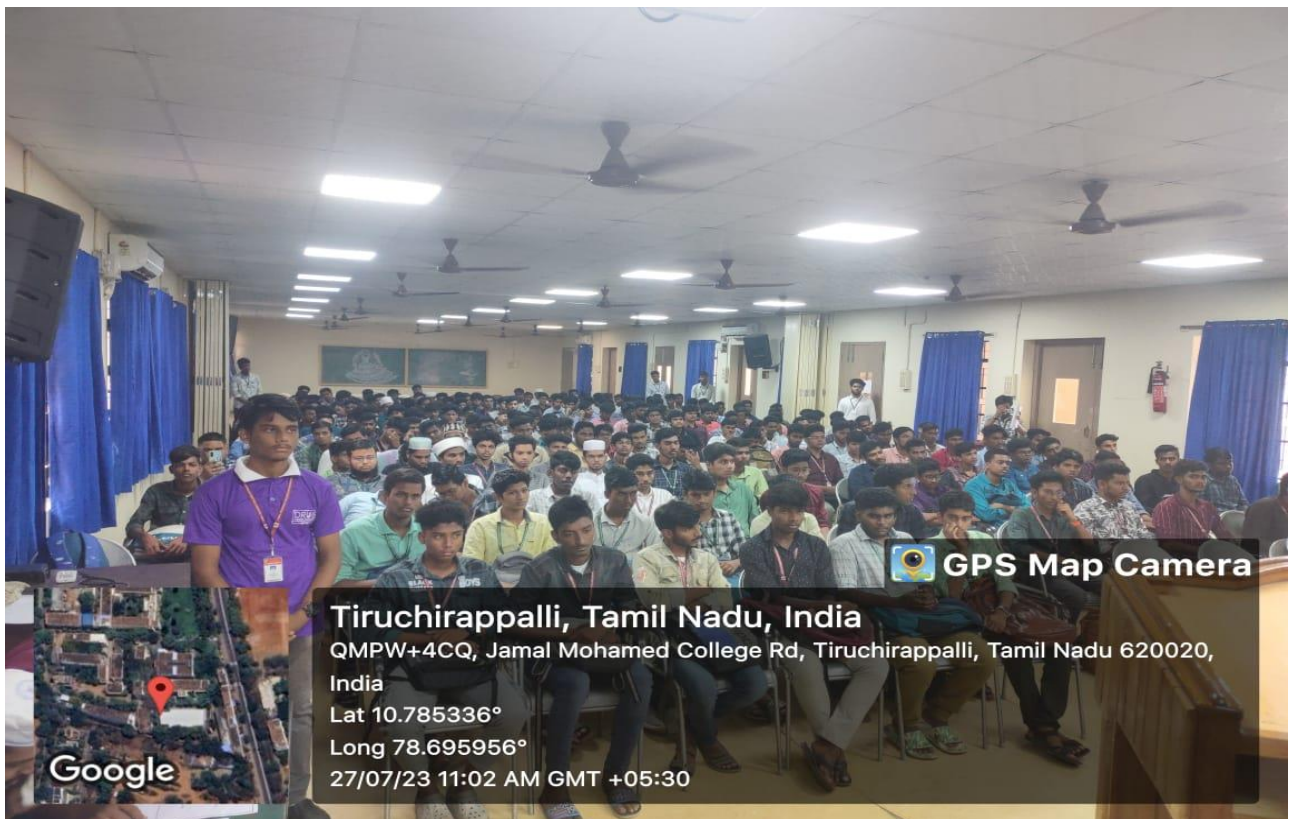 GPS Map Camera
Tiruchirappalli, Tamil Nadu, India
QMPW+4CQ, Jamal Mohamed College Rd, Tiruchirappalli, Tamil Nadu 620020,
India
Lat 10.785336°
Long 78.695956°
27/07/23 11:02 AM GMT +05:30
Google